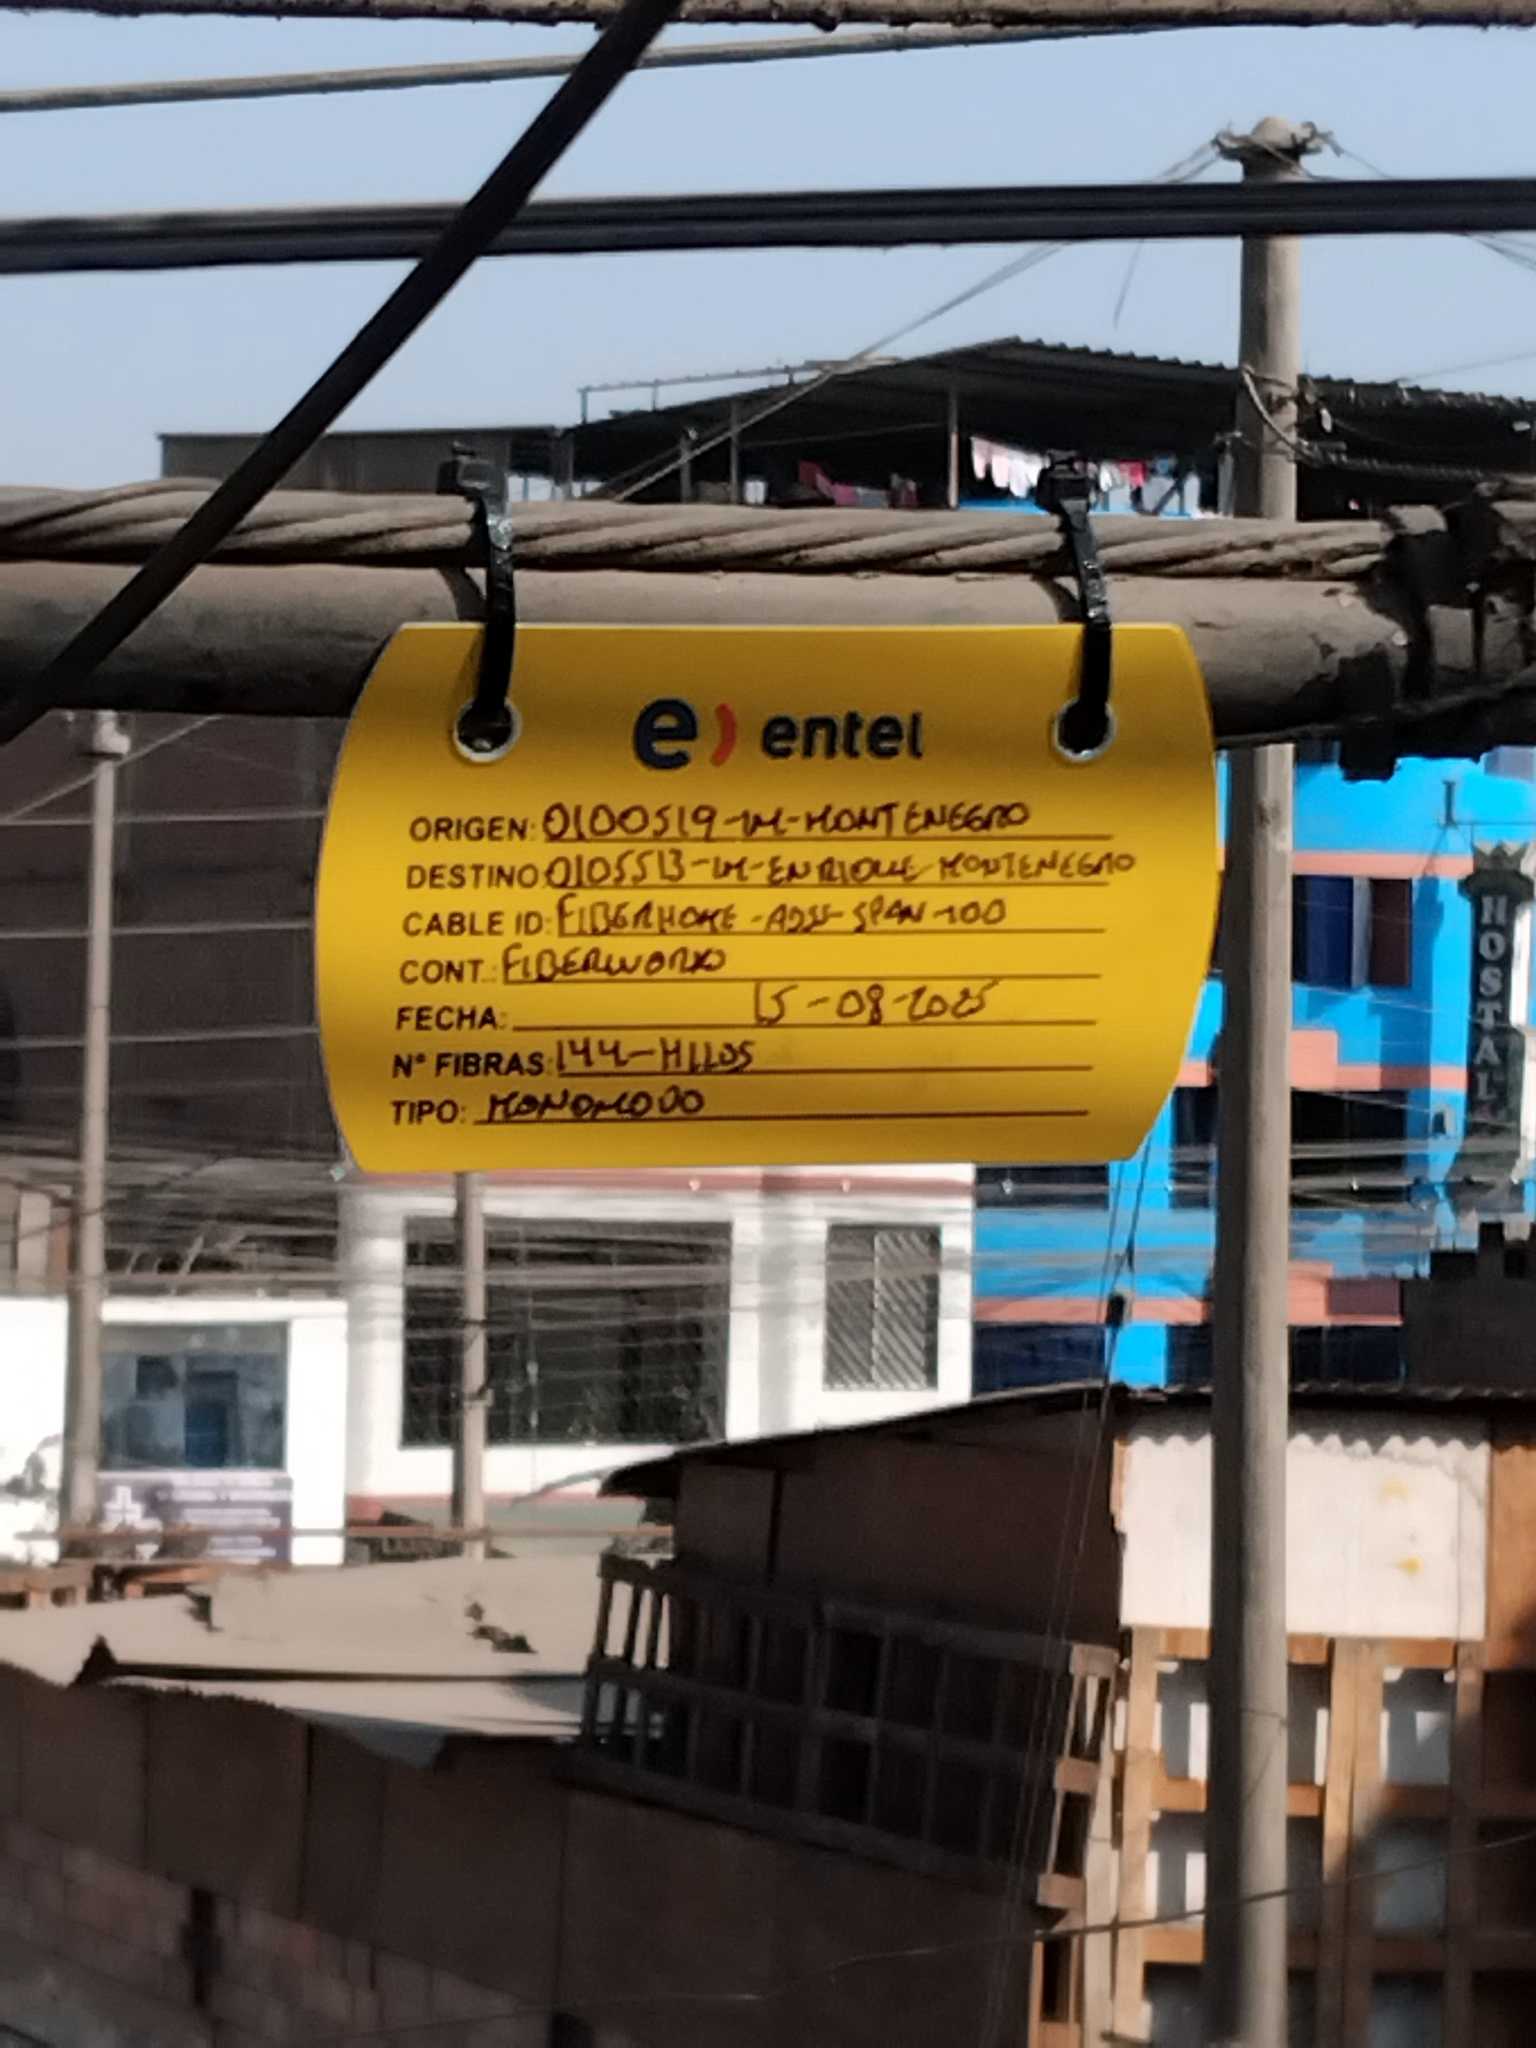 e) entel
ORIGEN: 0100519-LM-MONTENEGRO
DESTINO: 0105513-LM-ENRIQUE MONTENEGRO
CABLE ID: FIBERHOME-ADSS-SPAN-100
CONT.: FIBERWORK
FECHA: 15-08-2025
N° FIBRAS: 144-HILOS
TIPO: MONOMODO
HOSTAL